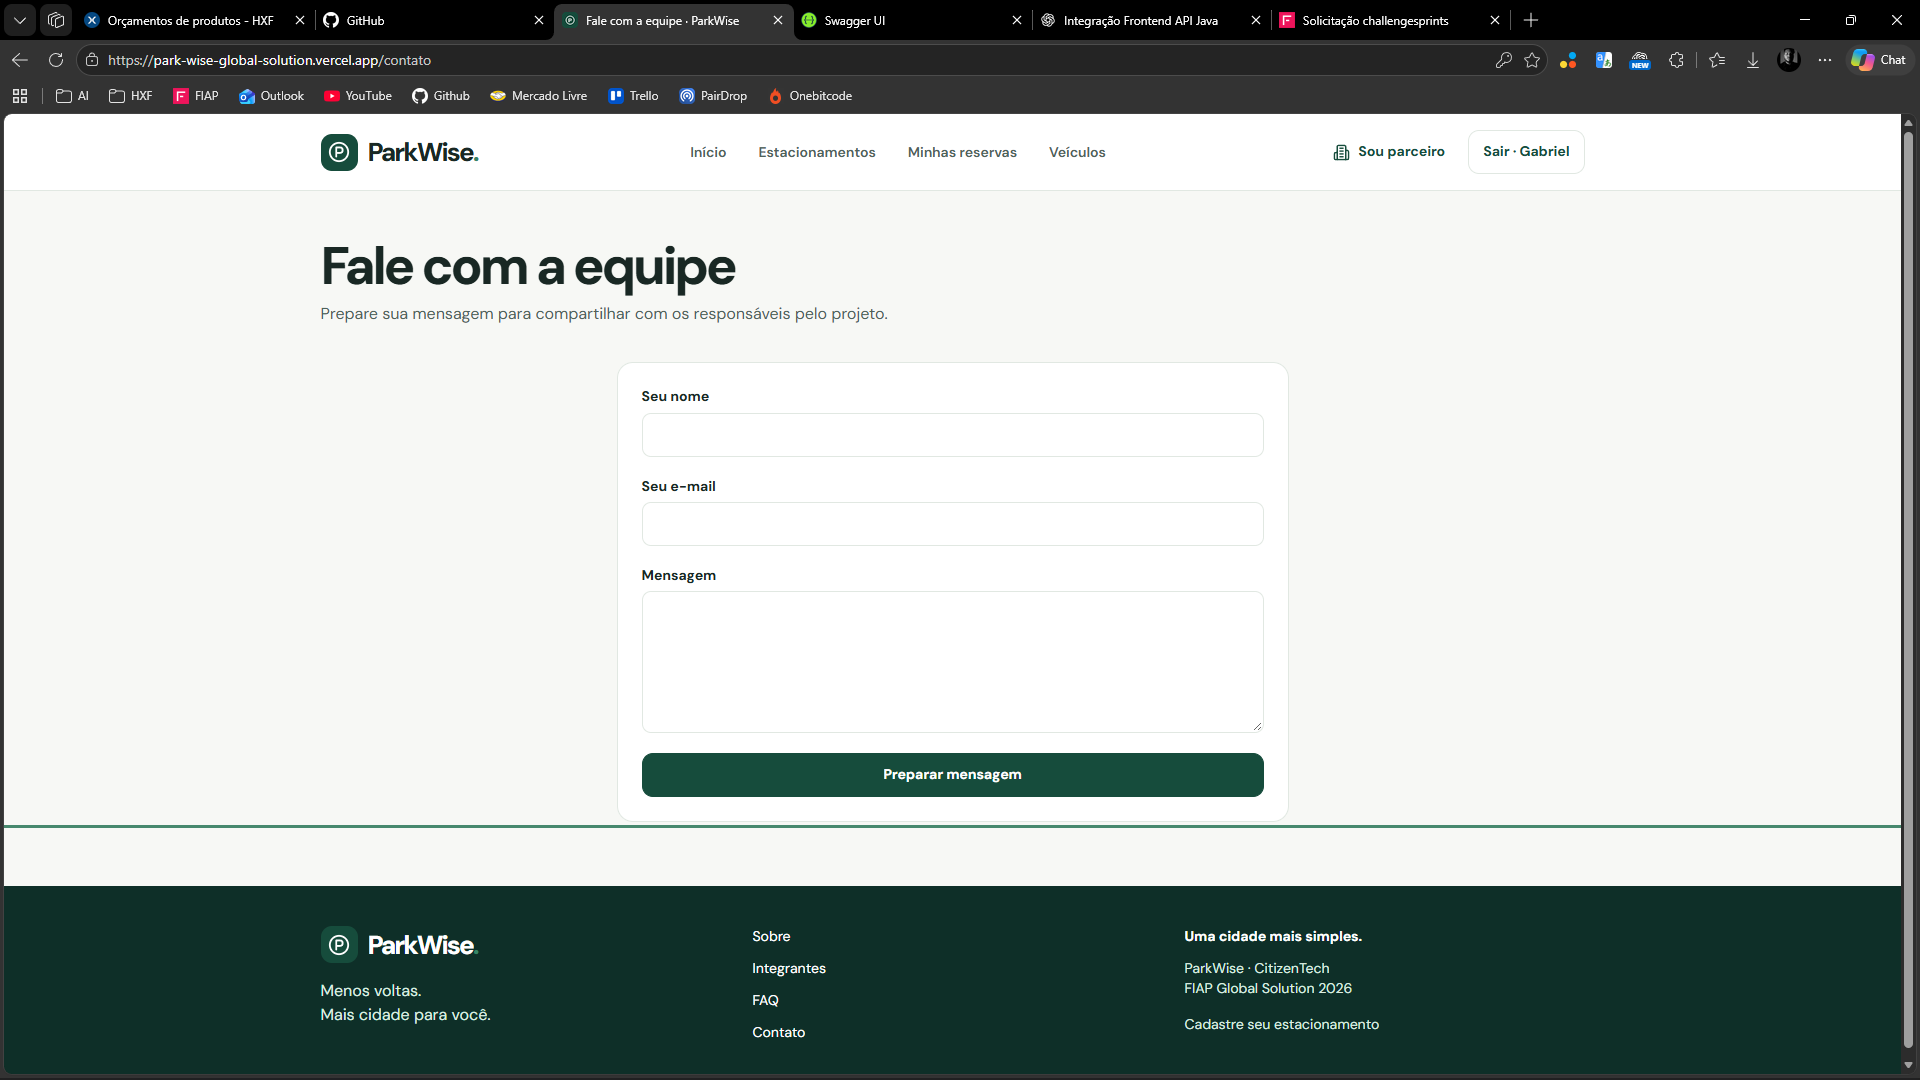 Orçamentos de produtos - HXF
GitHub
Fale com a equipe · ParkWise
Swagger UI
Integração Frontend API Java
Solicitação challengesprints
https://park-wise-global-solution.vercel.app/contato
NEW
Chat
AI
HXF
FIAP
Outlook
YouTube
Github
Mercado Livre
Trello
PairDrop
Onebitcode
ParkWise.
Início
Estacionamentos
Minhas reservas
Veículos
Sou parceiro
Sair · Gabriel
Fale com a equipe
Prepare sua mensagem para compartilhar com os responsáveis pelo projeto.
Seu nome
Seu e-mail
Mensagem
Preparar mensagem
ParkWise.
Menos voltas.
Mais cidade para você.
Sobre
Integrantes
FAQ
Contato
Uma cidade mais simples.
ParkWise · CitizenTech
FIAP Global Solution 2026
Cadastre seu estacionamento